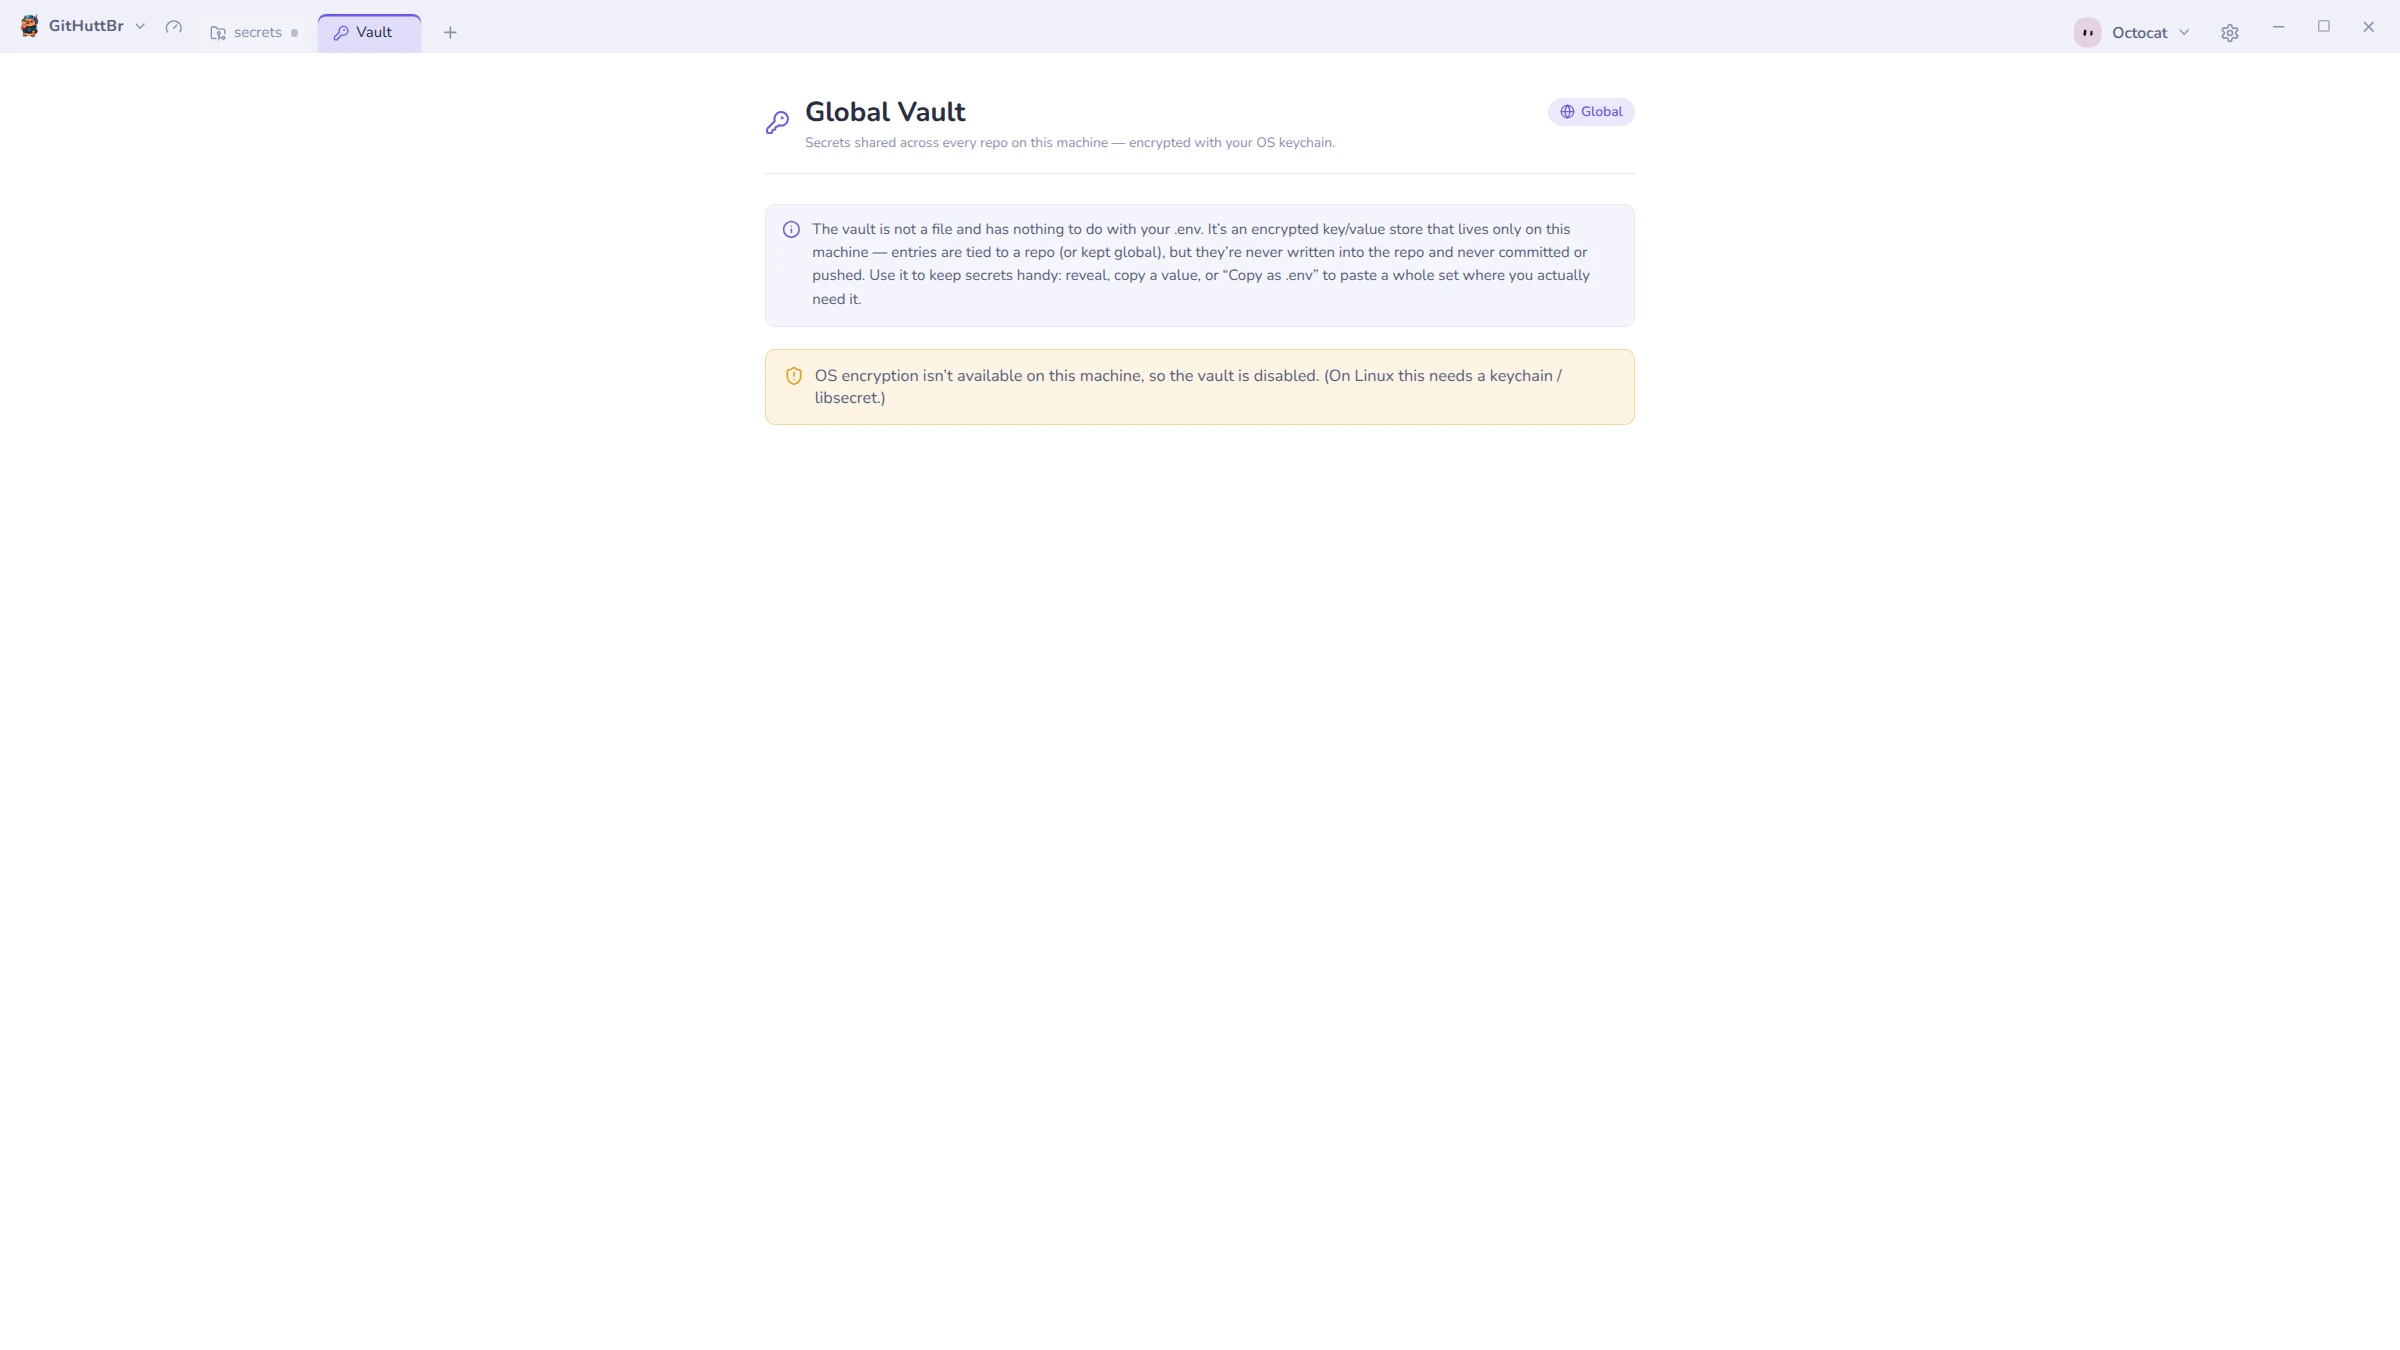 GitHuttBr
secrets
Vault
Octocat
Global Vault
Global
Secrets shared across every repo on this machine — encrypted with your OS keychain.
The vault is not a file and has nothing to do with your .env. It’s an encrypted key/value store that lives only on this
machine — entries are tied to a repo (or kept global), but they’re never written into the repo and never committed or
pushed. Use it to keep secrets handy: reveal, copy a value, or “Copy as .env” to paste a whole set where you actually
need it.
OS encryption isn’t available on this machine, so the vault is disabled. (On Linux this needs a keychain /
libsecret.)